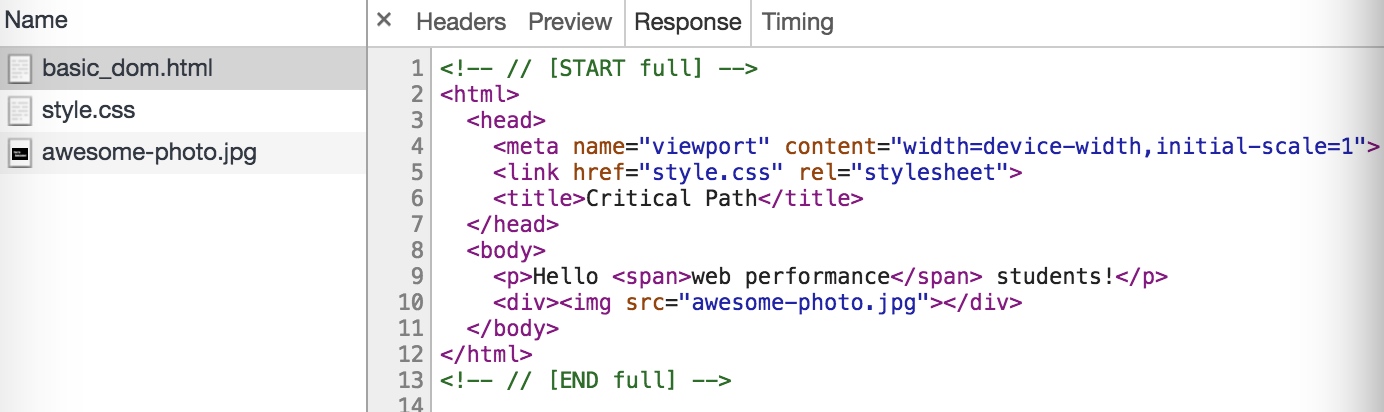 Name
basic_dom.html
style.css
awesome-photo.jpg
× Headers Preview Response Timing
1 <!-- // [START full] -->
2 <html>
3   <head>
4     <meta name="viewport" content="width=device-width,initial-scale=1">
5     <link href="style.css" rel="stylesheet">
6     <title>Critical Path</title>
7   </head>
8   <body>
9     <p>Hello <span>web performance</span> students!</p>
10     <div><img src="awesome-photo.jpg"></div>
11   </body>
12 </html>
13 <!-- // [END full] -->
14